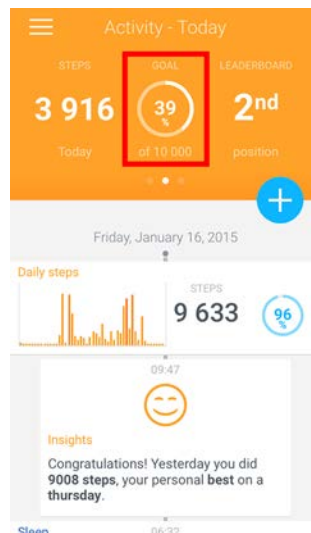 Activity - Today
STEPS GOAL LEADERBOARD
3 916 39 % 2nd
Today of 10 000 position
Friday, January 16, 2015
Daily steps
STEPS
9 633 96 %
09:47
Insights
Congratulations! Yesterday you did
9008 steps, your personal best on a
thursday.
Sleep 06:32